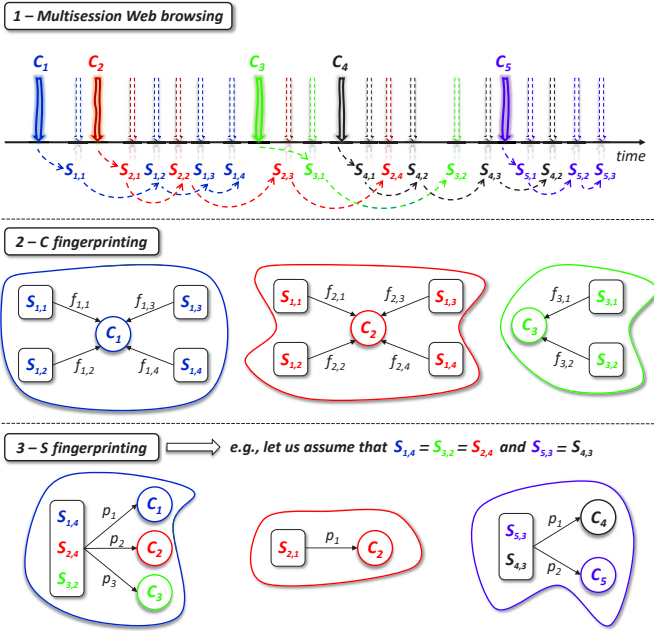 1 – Multisession Web browsing
C1 C2 C3 C4 C5
time
S1,1 S2,1 S1,2 S2,2 S1,3 S1,4 S2,3 S3,1 S4,1 S2,4 S4,2 S3,2 S4,3 S5,1 S4,2 S5,2 S5,3
2 – C fingerprinting
S1,1 f1,1 f1,3 S1,3
C1
S1,2 f1,2 f1,4 S1,4
S1,1 f2,1 f2,3 S1,3
C2
S1,2 f2,2 f2,4 S1,4
f3,1 S3,1
C3
f3,2 S3,2
3 – S fingerprinting
e.g., let us assume that S1,4 = S3,2 = S2,4 and S5,3 = S4,3
S1,4 p1 C1
S2,4 p2 C2
S3,2 p3 C3
S2,1 p1 C2
S5,3 p1 C4
S4,3 p2 C5